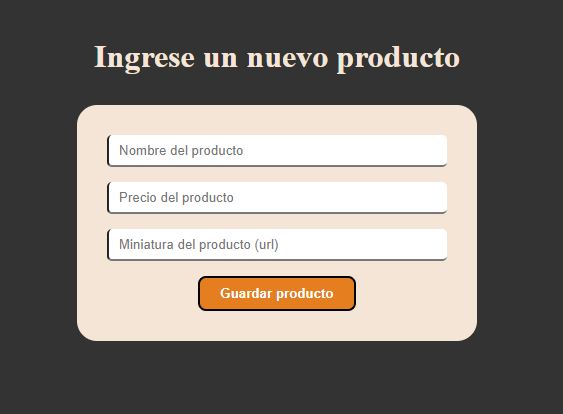 Ingrese un nuevo producto
Nombre del producto
Precio del producto
Miniatura del producto (url)
Guardar producto